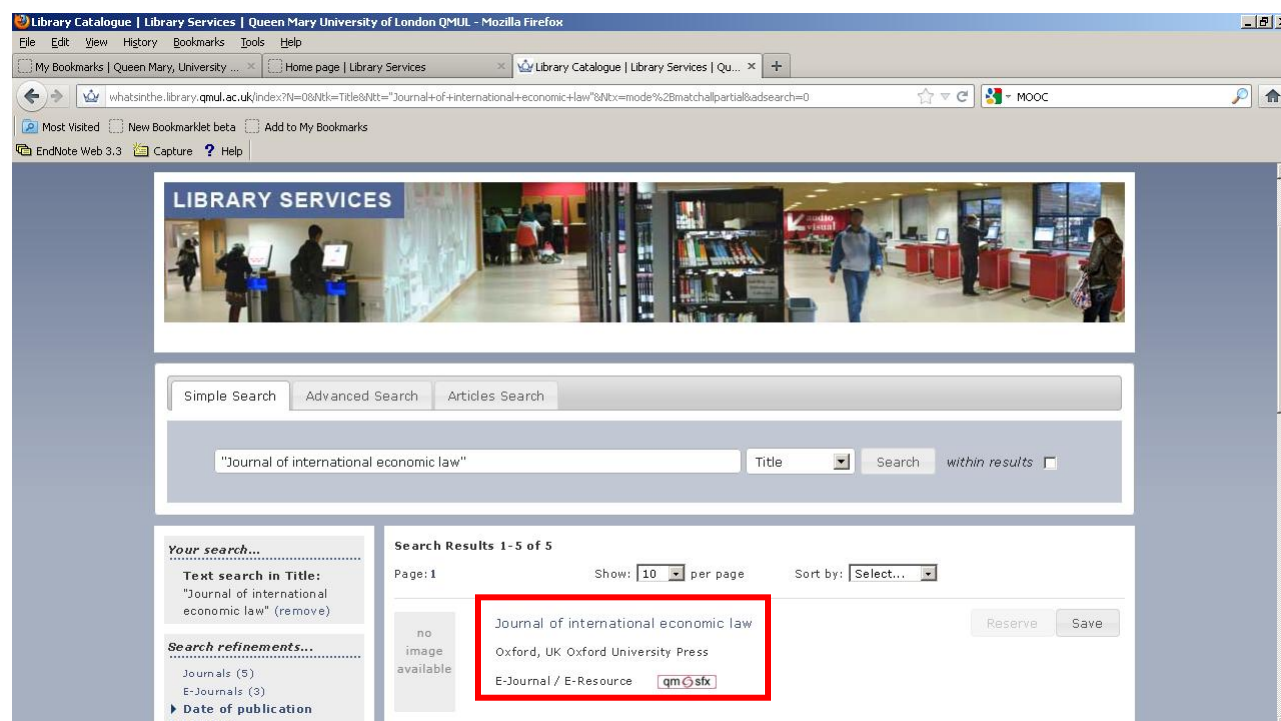 Library Catalogue | Library Services | Queen Mary University of London QMUL - Mozilla Firefox
File Edit View History Bookmarks Tools Help
My Bookmarks | Queen Mary, University ... × Home page | Library Services × Library Catalogue | Library Services | Qu... × +
whatsinthe.library.qmul.ac.uk/index?N=0&Ntk=Title&Ntt="Journal+of+international+economic+law"&Ntx=mode%2Bmatchallpartial&adsearch=0 MOOC
Most Visited New Bookmarklet beta Add to My Bookmarks
EndNote Web 3.3 Capture ? Help
LIBRARY SERVICES
audio visual
Simple Search Advanced Search Articles Search
"Journal of international economic law" Title Search within results
Your search...
Text search in Title:
"Journal of international
economic law" (remove)
Search refinements...
Journals (5)
E-Journals (3)
Date of publication
Search Results 1-5 of 5
Page: 1 Show: 10 per page Sort by: Select...
no
image
available
Journal of international economic law
Oxford, UK Oxford University Press
E-Journal / E-Resource qm sfx
Reserve Save